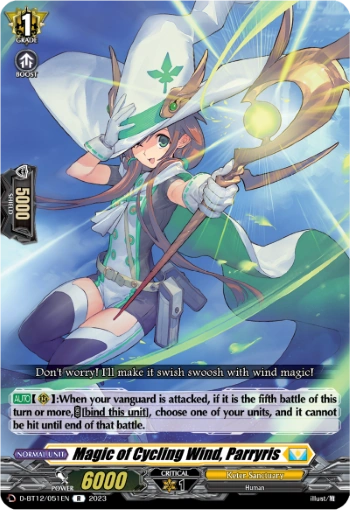 1
GRADE
BOOST
5000
SHIELD
Don't worry! I'll make it swish swoosh with wind magic!
AUTO【 】:When your vanguard is attacked, if it is the fifth battle of this
turn or more, [bind this unit], choose one of your units, and it cannot
be hit until end of that battle.
NORMAL UNIT Magic of Cycling Wind, Parryris
POWER 6000 CRITICAL 1 Keter Sanctuary
Human
D-BT12/051EN R 2023 illust/